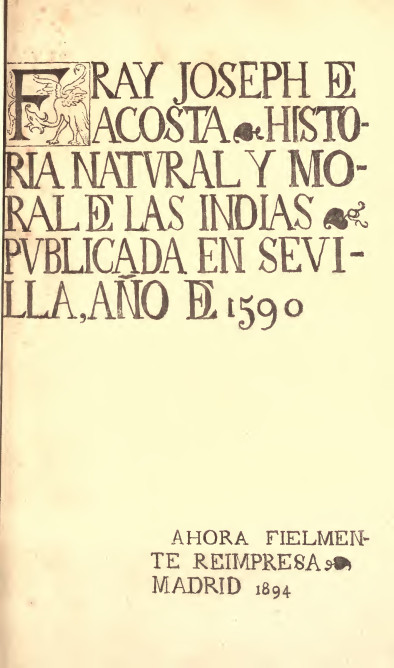 FRAY JOSEPH DE
ACOSTA HISTO-
RIA NATVRAL Y MO-
RAL DE LAS INDIAS
PVBLICADA EN SEVI-
LLA, AÑO DE 1590
AHORA FIELMEN-
TE REIMPRESA
MADRID 1894